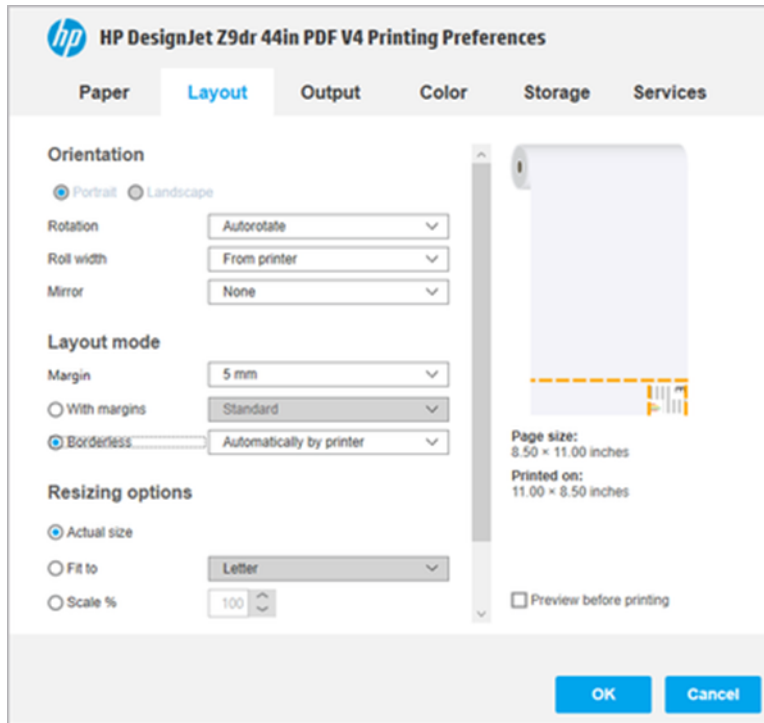 hp HP DesignJet Z9dr 44in PDF V4 Printing Preferences
Paper Layout Output Color Storage Services
Orientation
Portrait Landscape
Rotation Autorotate
Roll width From printer
Mirror None
Layout mode
Margin 5 mm
With margins Standard
Borderless Automatically by printer
Resizing options
Actual size
Fit to Letter
Scale % 100
Page size:
8.50 × 11.00 inches
Printed on:
11.00 × 8.50 inches
Preview before printing
OK Cancel